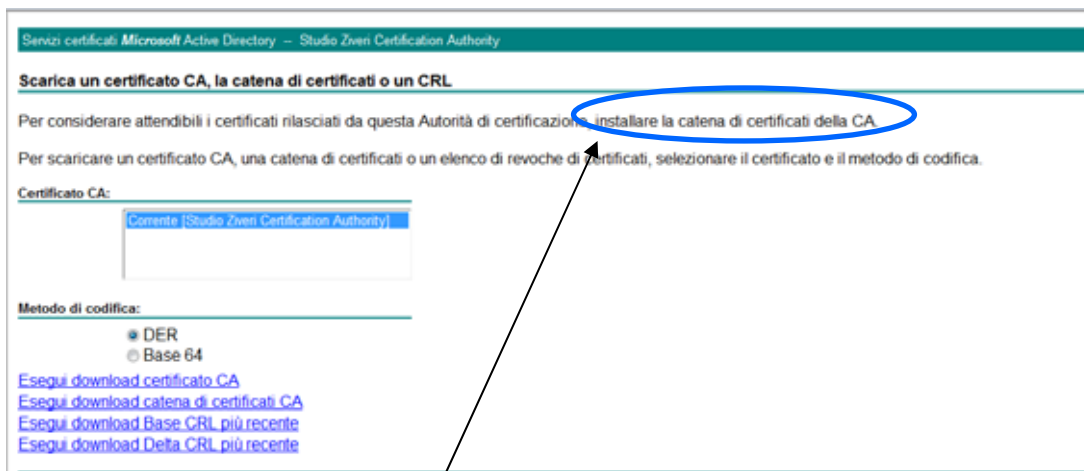 Servizi certificati Microsoft Active Directory -- Studio Ziveri Certification Authority
Scarica un certificato CA, la catena di certificati o un CRL
Per considerare attendibili i certificati rilasciati da questa Autorità di certificazione, installare la catena di certificati della CA.
Per scaricare un certificato CA, una catena di certificati o un elenco di revoche di certificati, selezionare il certificato e il metodo di codifica.
Certificato CA:
Corrente [Studio Ziveri Certification Authority]
Metodo di codifica:
DER
Base 64
Esegui download certificato CA
Esegui download catena di certificati CA
Esegui download Base CRL più recente
Esegui download Delta CRL più recente